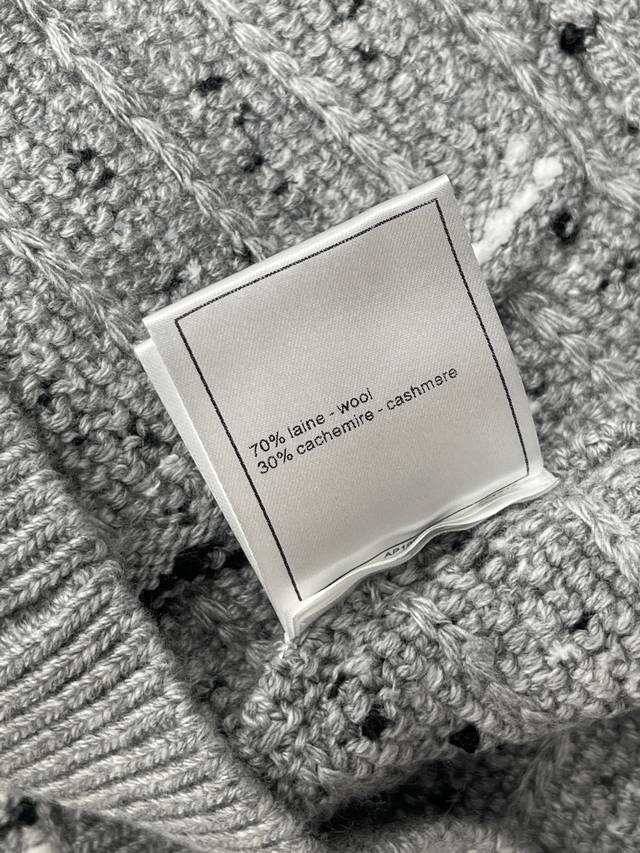 70% laine - wool
30% cachemire - cashmere